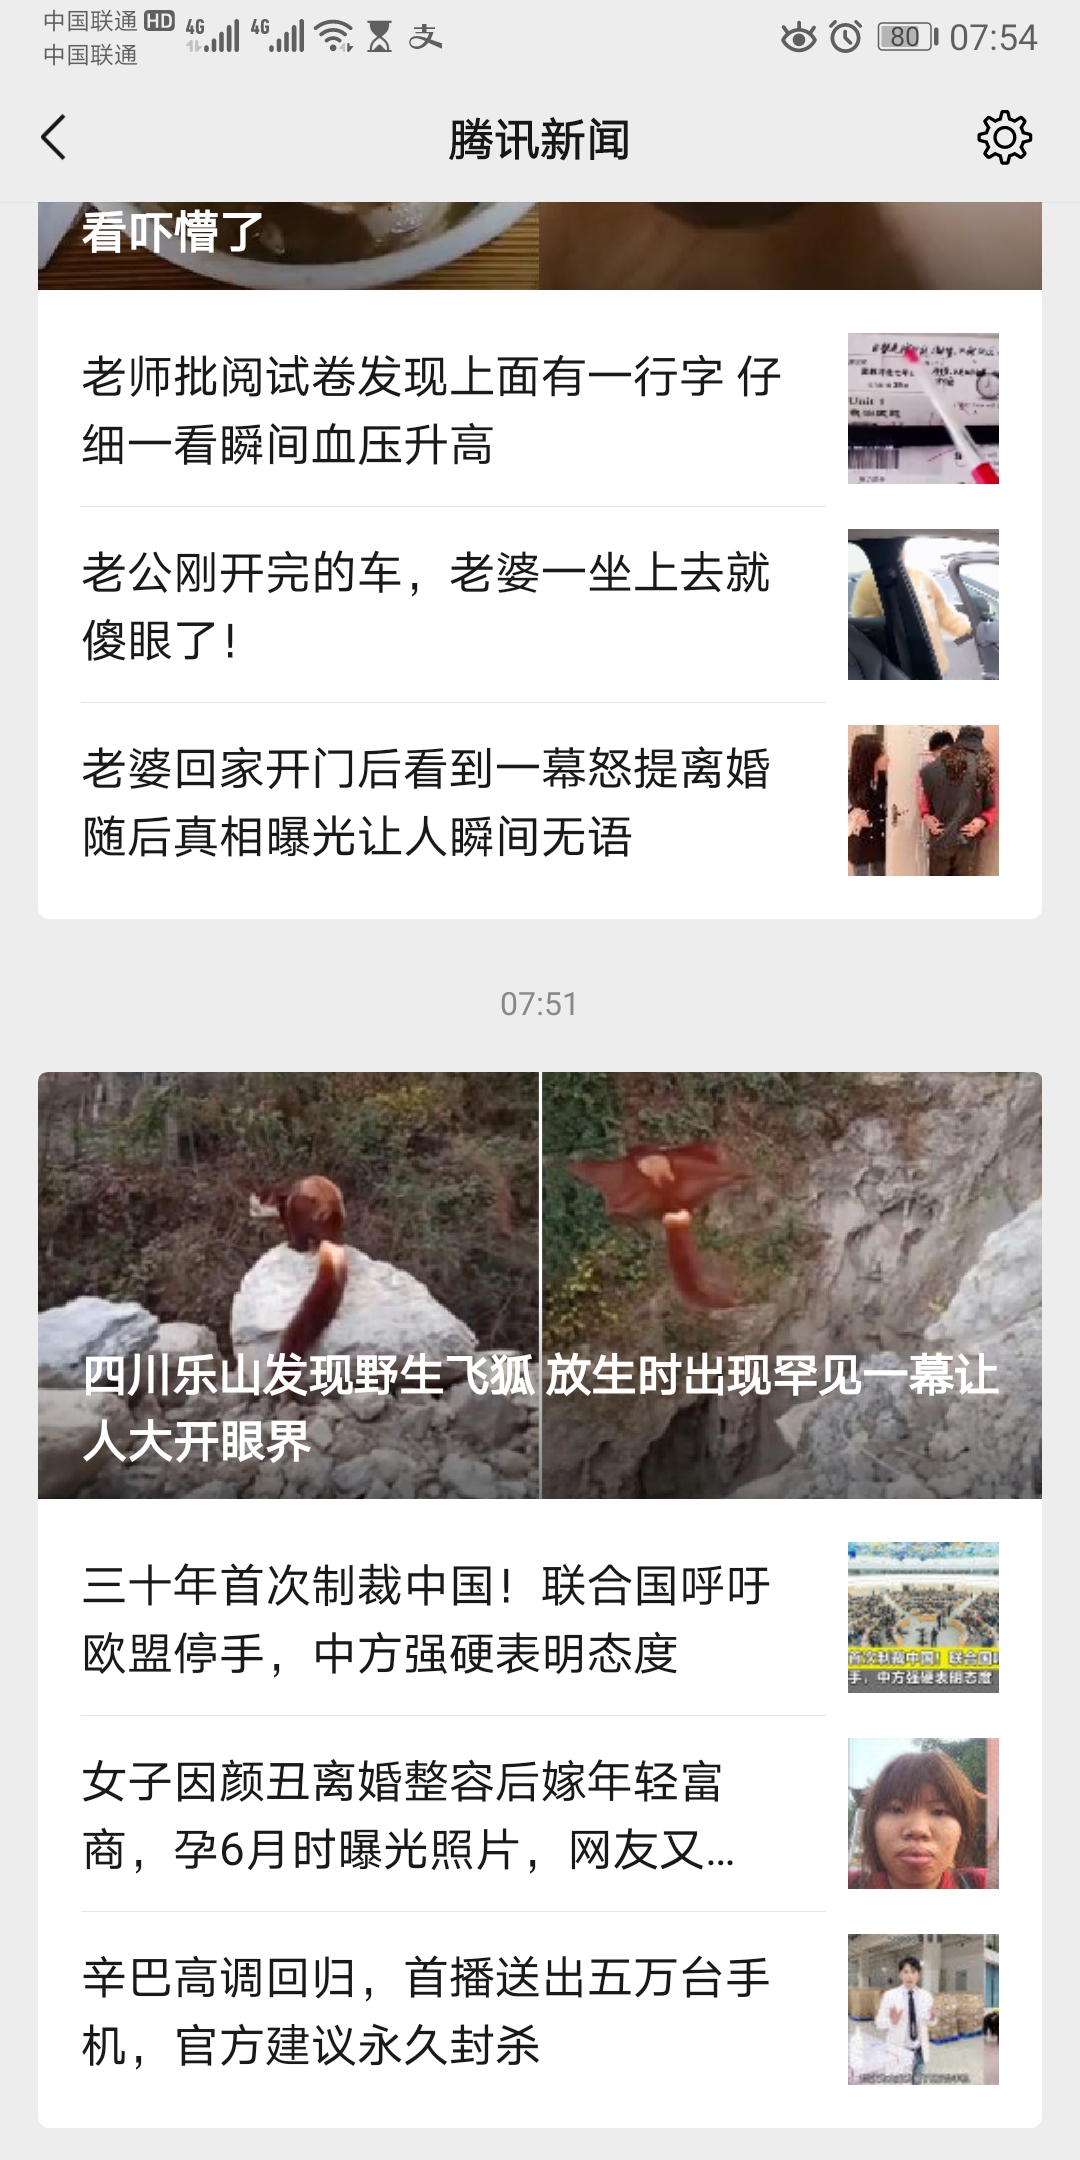 中国联通 HD 4G 4G 支 80 07:54
中国联通
腾讯新闻
看吓懵了
老师批阅试卷发现上面有一行字 仔
细一看瞬间血压升高
Unit
老公刚开完的车，老婆一坐上去就
傻眼了！
老婆回家开门后看到一幕怒提离婚
随后真相曝光让人瞬间无语
07:51
四川乐山发现野生飞狐 放生时出现罕见一幕让
人大开眼界
三十年首次制裁中国！联合国呼吁
欧盟停手，中方强硬表明态度
首次制裁中国！联合国
手，中方强硬表明态度
女子因颜丑离婚整容后嫁年轻富
商，孕6月时曝光照片，网友又...
辛巴高调回归，首播送出五万台手
机，官方建议永久封杀